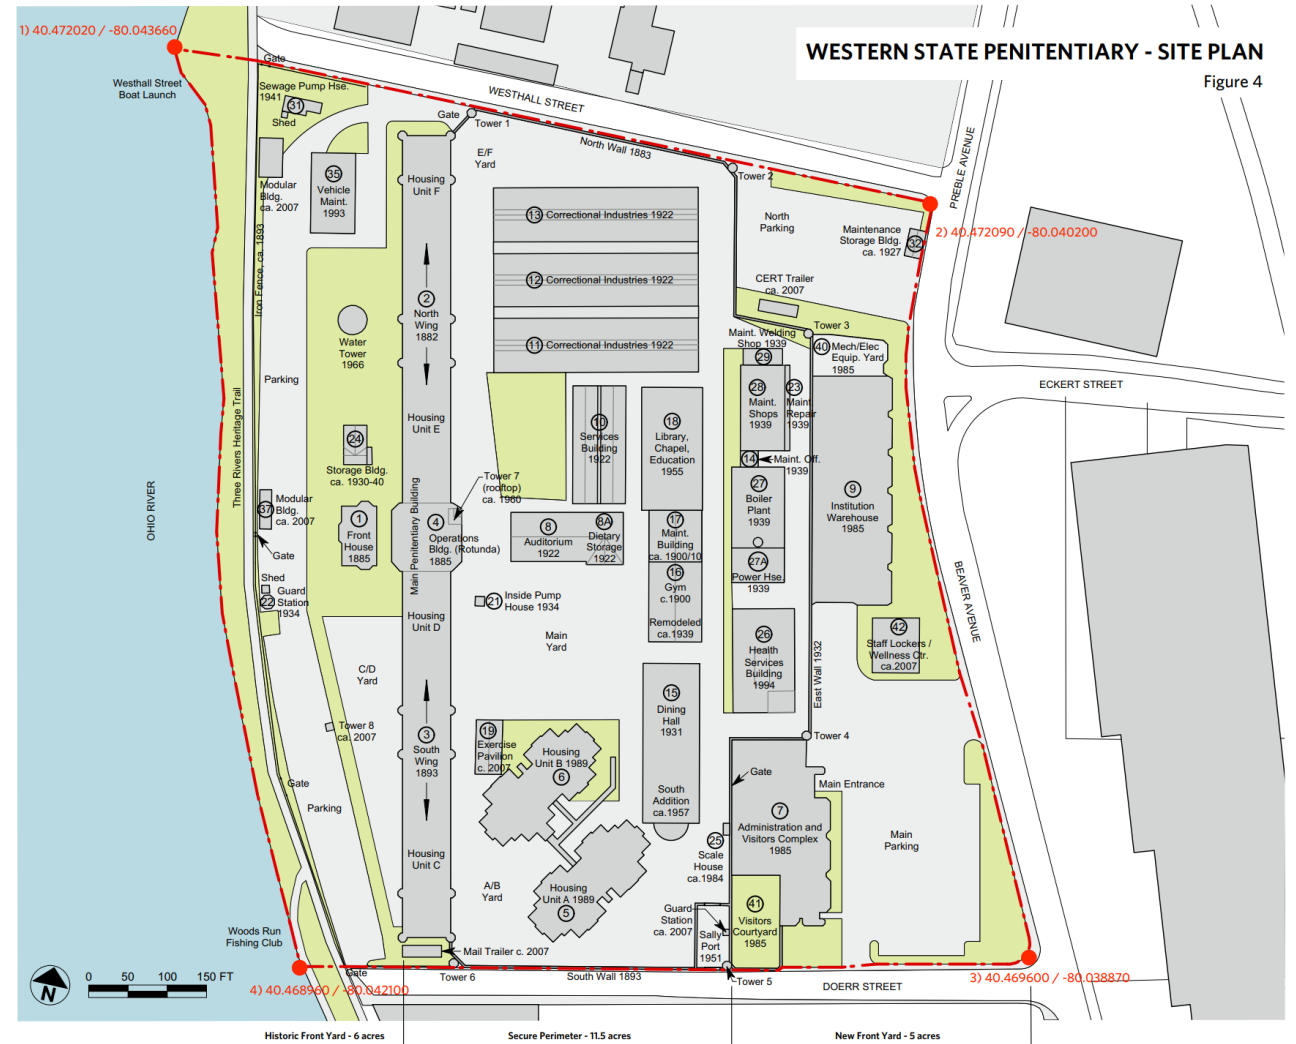 1) 40.472020 / -80.043660
WESTERN STATE PENITENTIARY - SITE PLAN
Figure 4
Gate
Westhall Street
Boat Launch
Sewage Pump Hse.
1941
31
Shed
WESTHALL STREET
Gate
Tower 1
North Wall 1883
E/F
Yard
Tower 2
PREBLE AVENUE
35
Vehicle
Maint.
1993
Modular
Bldg.
ca. 2007
Housing
Unit F
13 Correctional Industries 1922
North
Parking
Maintenance
Storage Bldg.
ca. 1927
32
2) 40.472090 / -80.040200
Iron Fence, ca. 1893
12 Correctional Industries 1922
CERT Trailer
ca. 2007
2
North
Wing
1882
Water
Tower
1966
11 Correctional Industries 1922
Maint. Welding
Shop 1939
29
Tower 3
40 Mech/Elec
Equip. Yard
1985
Parking
ECKERT STREET
Three Rivers Heritage Trail
28
Maint.
Shops
1939
23
Maint
Repair
1939
Housing
Unit E
10
Services
Building
1922
18
Library,
Chapel,
Education
1955
24
Storage Bldg.
ca. 1930-40
14
Maint. Off.
1939
Tower 7
(rooftop)
ca. 1960
OHIO RIVER
37
Modular
Bldg.
ca. 2007
Main Penitentiary Building
1
Front
House
1885
4
Operations
Bldg. (Rotunda)
1885
8
Auditorium
1922
8A
Dietary
Storage
1922
17
Maint.
Building
ca. 1900/10
27
Boiler
Plant
1939
9
Institution
Warehouse
1985
Gate
Shed
Guard
Station
1934
22
16
Gym
c.1900
Remodeled
ca.1939
27A
Power Hse.
1939
BEAVER AVENUE
21 Inside Pump
House 1934
Housing
Unit D
Main
Yard
26
Health
Services
Building
1994
East Wall 1932
42
Staff Lockers /
Wellness Ctr.
ca.2007
C/D
Yard
15
Dining
Hall
1931
Tower 8
ca. 2007
3
South
Wing
1893
19
Exercise
Pavilion
c. 2007
Housing
Unit B 1989
6
Tower 4
Gate
Main Entrance
Gate
Parking
South
Addition
ca.1957
7
Administration and
Visitors Complex
1985
Main
Parking
25
Scale
House
ca.1984
Housing
Unit C
A/B
Yard
Housing
Unit A 1989
5
Guard
Station
ca. 2007
41
Visitors
Courtyard
1985
Sally
Port
1951
Woods Run
Fishing Club
Mail Trailer c. 2007
N
0 50 100 150 FT
Gate
Tower 6
South Wall 1893
Tower 5
DOERR STREET
3) 40.469600 / -80.038870
4) 40.468960 / -80.042100
Historic Front Yard - 6 acres
Secure Perimeter - 11.5 acres
New Front Yard - 5 acres